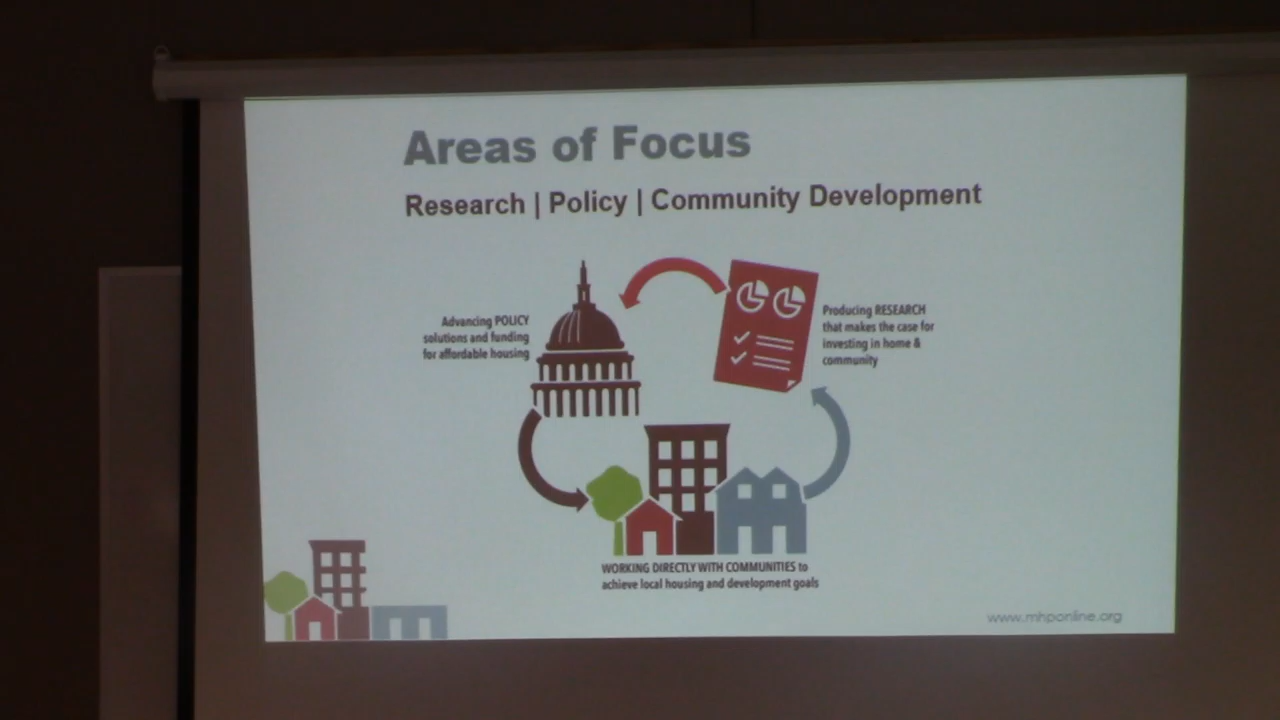 Areas of Focus
Research | Policy | Community Development
Advancing POLICY
solutions and funding
for affordable housing
Producing RESEARCH
that makes the case for
investing in home &
community
WORKING DIRECTLY WITH COMMUNITIES to
achieve local housing and development goals
www.mhponline.org